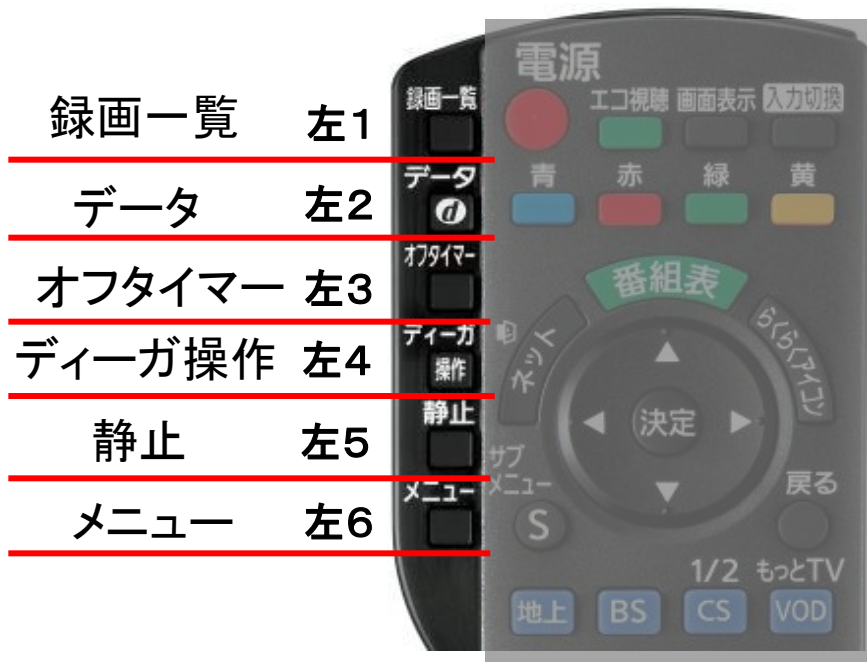 録画一覧 左1
データ 左2
オフタイマー 左3
ディーガ操作 左4
静止 左5
メニュー 左6
録画一覧
データ
d
オフタイマー
ディーガ
操作
静止
メニュー
電源
エコ視聴 画面表示 入力切換
青 赤 緑 黄
番組表
ネット
らくらくアイコン
決定
サブ
メニュー
S
戻る
1/2 もっとTV
地上 BS CS VOD